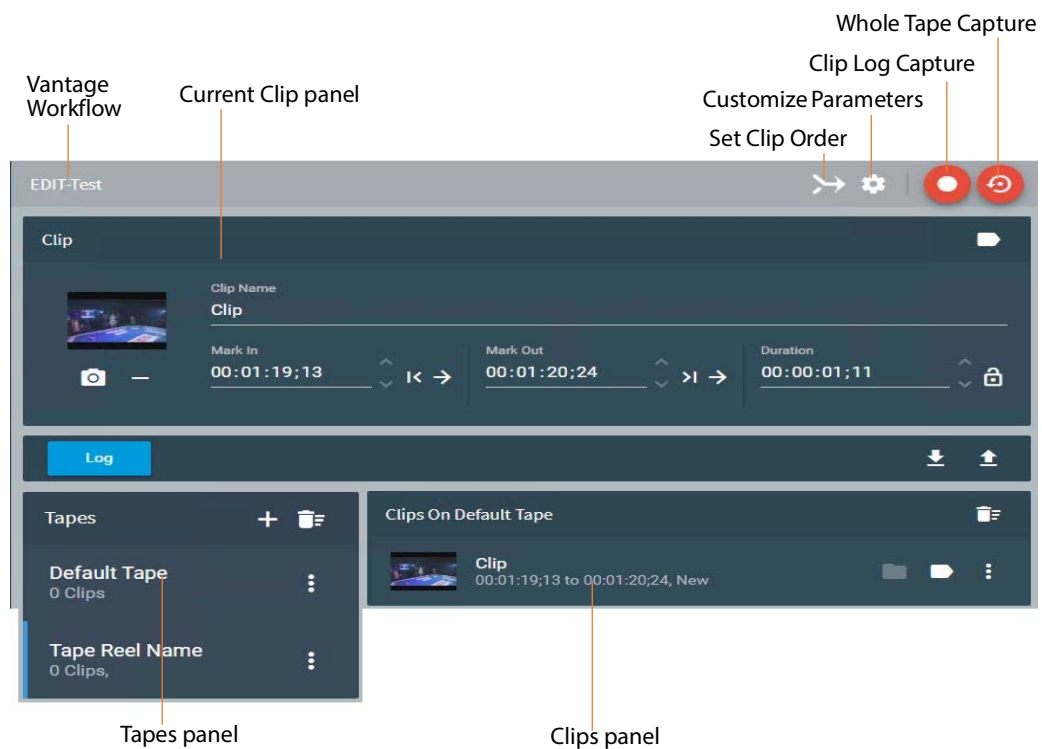 Whole Tape Capture
Clip Log Capture
Customize Parameters
Set Clip Order
Vantage
Workflow
Current Clip panel
EDIT-Test
Clip
Clip Name
Clip
Mark In
00:01:19;13
Mark Out
00:01:20;24
Duration
00:00:01;11
Log
Tapes
Default Tape
0 Clips
Tape Reel Name
0 Clips,
Clips On Default Tape
Clip
00:01:19;13 to 00:01:20;24, New
Tapes panel
Clips panel